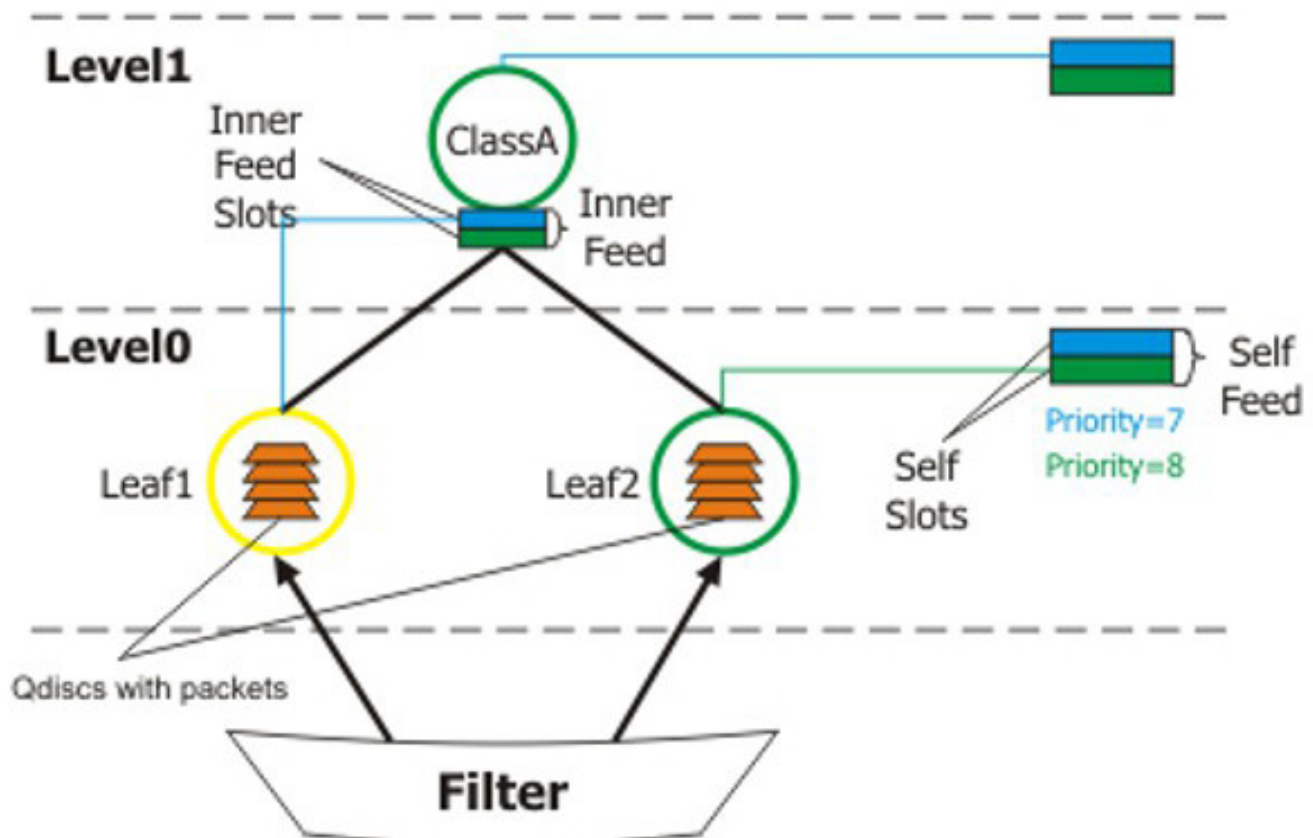 Level1
Inner
Feed
Slots
ClassA
Inner
Feed
Level0
Self
Feed
Priority=7
Priority=8
Self
Slots
Leaf1
Leaf2
Qdiscs with packets
Filter